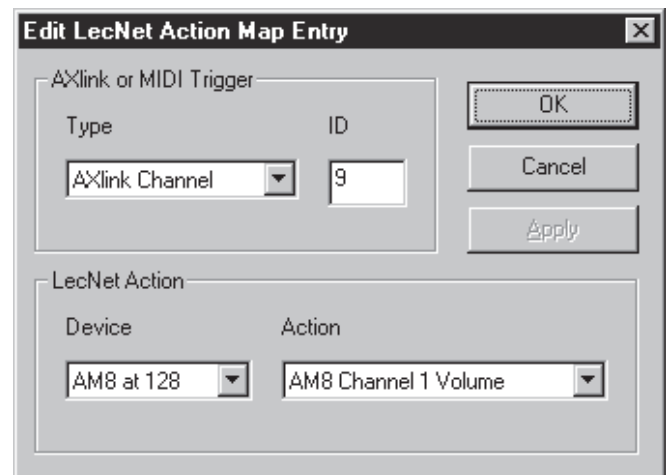 Edit LecNet Action Map Entry
AXlink or MIDI Trigger
Type ID
AXlink Channel 9
OK
Cancel
Apply
LecNet Action
Device Action
AM8 at 128 AM8 Channel 1 Volume